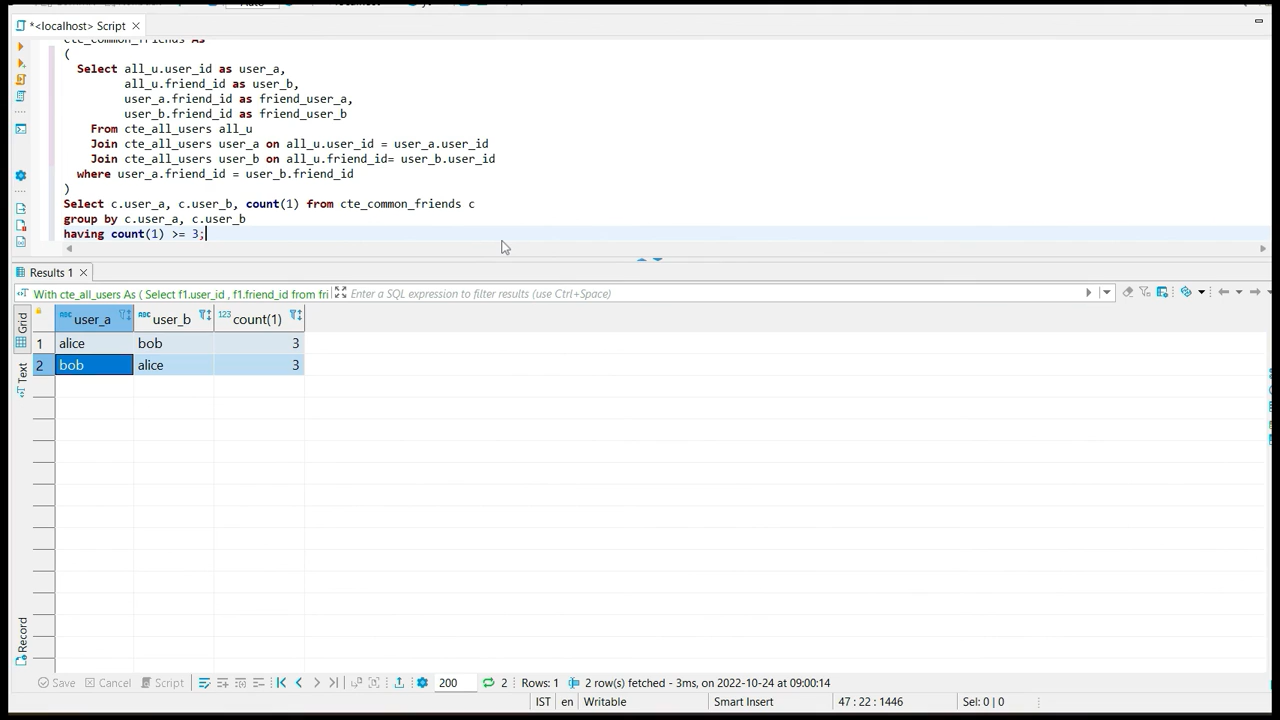 Auto
*<localhost> Script
cte_common_friends As
(
Select all_u.user_id as user_a,
all_u.friend_id as user_b,
user_a.friend_id as friend_user_a,
user_b.friend_id as friend_user_b
From cte_all_users all_u
Join cte_all_users user_a on all_u.user_id = user_a.user_id
Join cte_all_users user_b on all_u.friend_id= user_b.user_id
where user_a.friend_id = user_b.friend_id
)
Select c.user_a, c.user_b, count(1) from cte_common_friends c
group by c.user_a, c.user_b
having count(1) >= 3;
Results 1
With cte_all_users As ( Select f1.user_id , f1.friend_id from fri
Enter a SQL expression to filter results (use Ctrl+Space)
Grid
Text
Record
ABC user_a ABC user_b 123 count(1)
1 alice bob 3
2 bob alice 3
Save Cancel Script 200 2 Rows: 1 2 row(s) fetched - 3ms, on 2022-10-24 at 09:00:14
IST en Writable Smart Insert 47 : 22 : 1446 Sel: 0 | 0